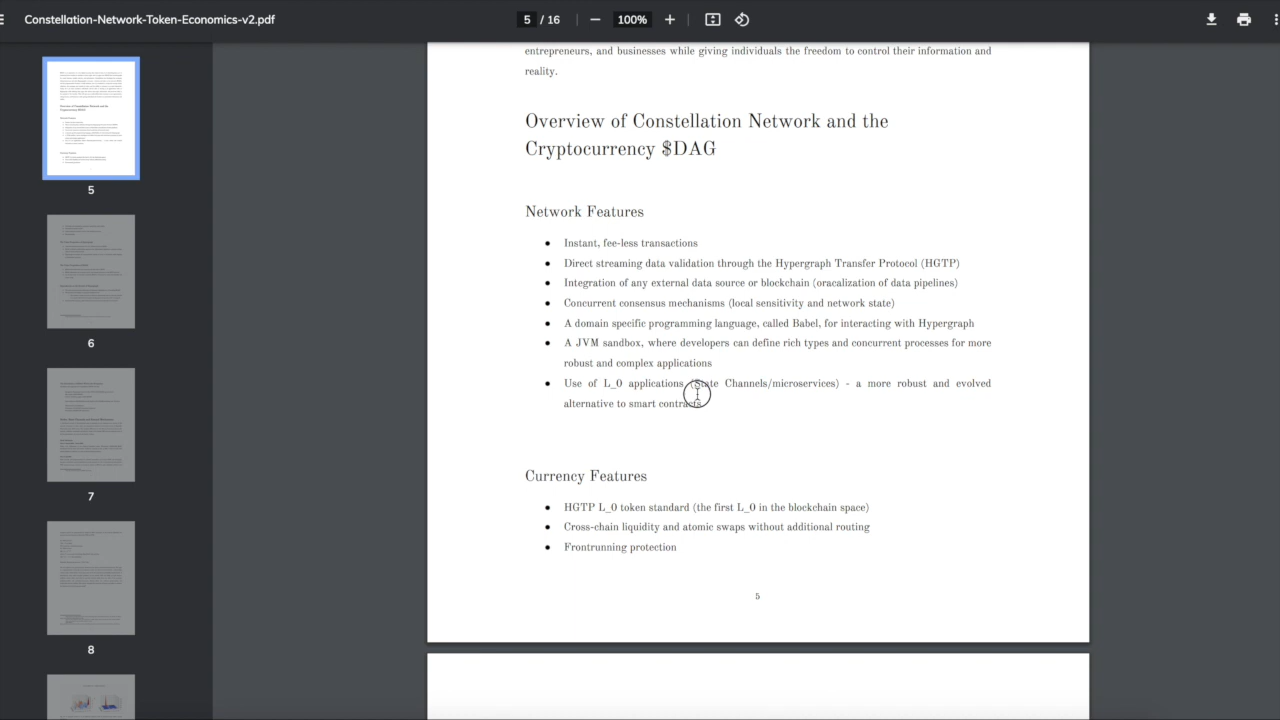 Constellation-Network-Token-Economics-v2.pdf
5 / 16
100%
entrepreneurs, and businesses while giving individuals the freedom to control their information and
reality.
Overview of Constellation Network and the
Cryptocurrency $DAG
Network Features
● Instant, fee-less transactions
● Direct streaming data validation through the Hypergraph Transfer Protocol (HGTP)
● Integration of any external data source or blockchain (oracalization of data pipelines)
● Concurrent consensus mechanisms (local sensitivity and network state)
● A domain specific programming language, called Babel, for interacting with Hypergraph
● A JVM sandbox, where developers can define rich types and concurrent processes for more
robust and complex applications
● Use of L_0 applications (State Channels/microservices) - a more robust and evolved
alternative to smart contracts
Currency Features
● HGTP L_0 token standard (the first L_0 in the blockchain space)
● Cross-chain liquidity and atomic swaps without additional routing
● Frontrunning protection
5
5
6
7
8